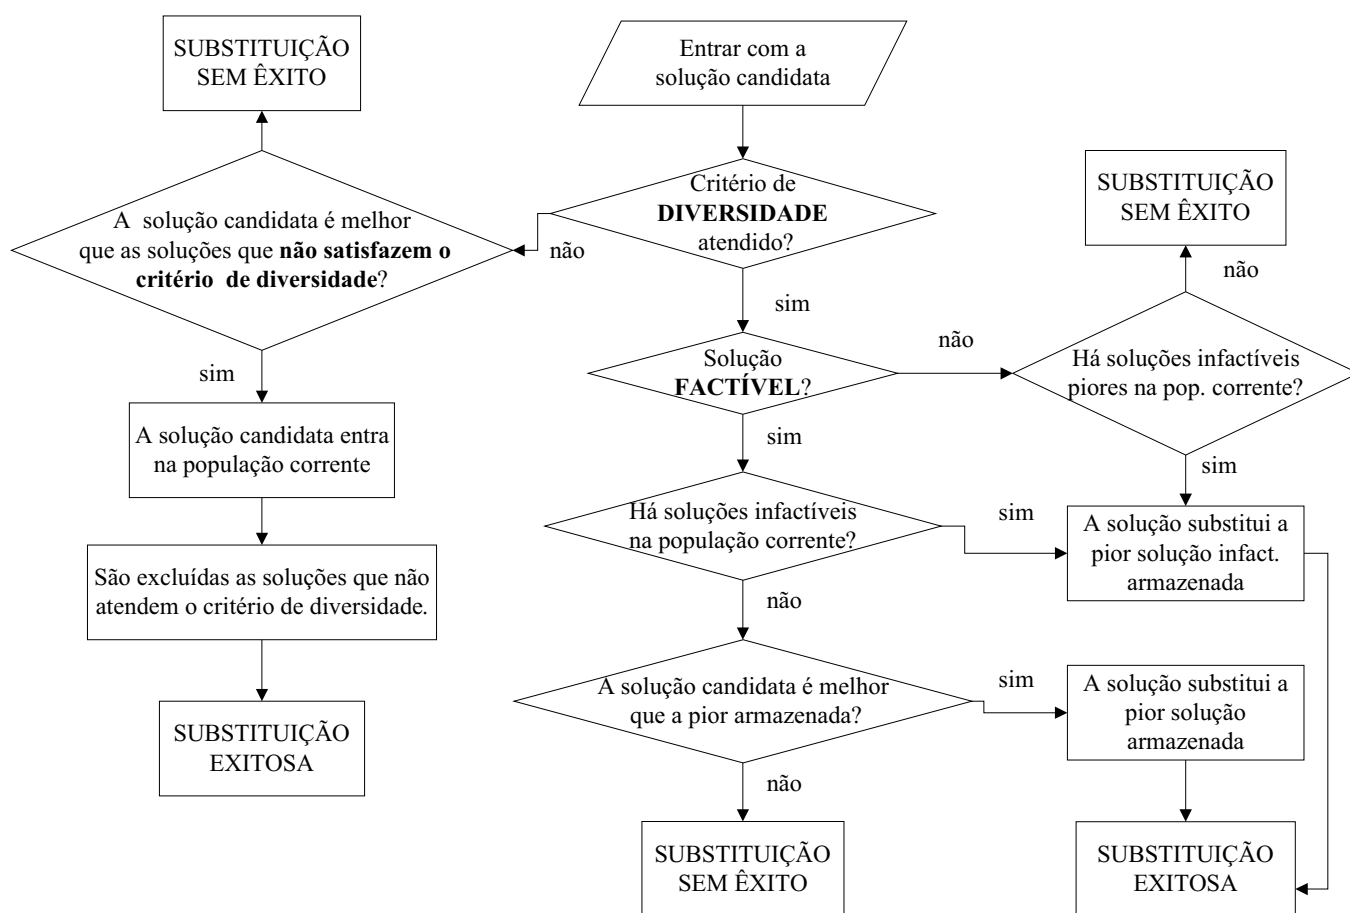 SUBSTITUIÇÃO
SEM ÊXITO
Entrar com a
solução candidata
Critério de
DIVERSIDADE
atendido?
não
A solução candidata é melhor
que as soluções que não satisfazem o
critério de diversidade?
sim
A solução candidata entra
na população corrente
São excluídas as soluções que não
atendem o critério de diversidade.
SUBSTITUIÇÃO
EXITOSA
sim
Solução
FACTÍVEL?
não
SUBSTITUIÇÃO
SEM ÊXITO
não
Há soluções infactíveis
piores na pop. corrente?
sim
sim
Há soluções infactíveis
na população corrente?
sim
A solução substitui a
pior solução infact.
armazenada
não
A solução candidata é melhor
que a pior armazenada?
sim
A solução substitui a
pior solução
armazenada
não
SUBSTITUIÇÃO
SEM ÊXITO
SUBSTITUIÇÃO
EXITOSA